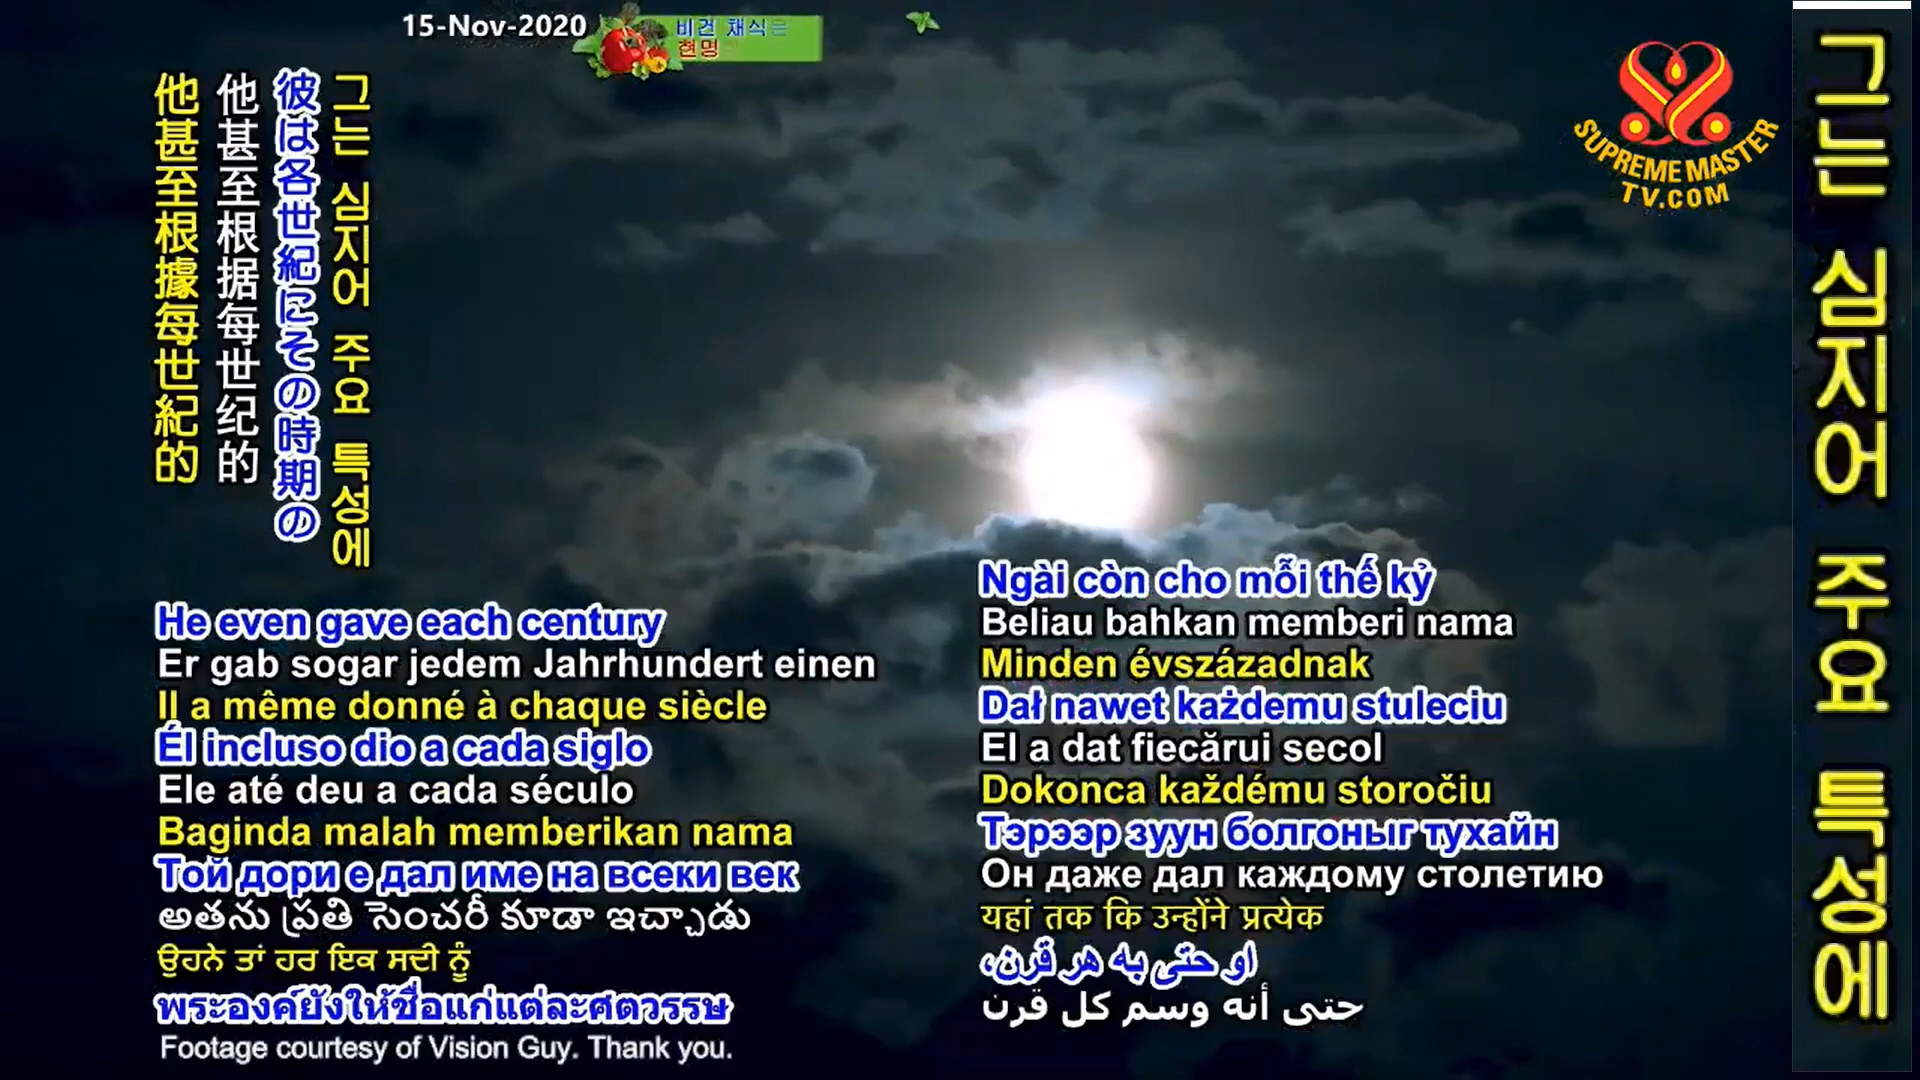 15-Nov-2020
비건 채식는
현명
SUPREME MASTER
TV.COM
그는 심지어 주요 특성에
彼は各世紀にその時期の
他甚至根据每世纪的
他甚至根據每世紀的
He even gave each century
Er gab sogar jedem Jahrhundert einen
Il a même donné à chaque siècle
Él incluso dio a cada siglo
Ele até deu a cada século
Baginda malah memberikan nama
Той дори е дал име на всеки век
అతను ప్రతి సెంచరీ కూడా ఇచ్చాడు
ਉਹਨੇ ਤਾਂ ਹਰ ਇਕ ਸਦੀ ਨੂੰ
พระองค์ยังให้ชื่อแก่แต่ละศตวรรษ
Footage courtesy of Vision Guy. Thank you.
Ngài còn cho mỗi thế kỷ
Beliau bahkan memberi nama
Minden évszázadnak
Dał nawet każdemu stuleciu
El a dat fiecărui secol
Dokonca každému storočiu
Тэрээр зуун болгоныг тухайн
Он даже дал каждому столетию
यहां तक कि उन्होंने प्रत्येक
او حتی به هر قرن،
حتى أنه وسم كل قرن
그는 심지어 주요 특성에